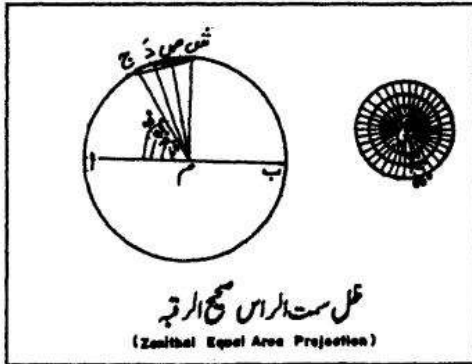 ج د ص ش
ا م ب
ظل سمت الراس صحیح الرقبہ
(Zenithal Equal Area Projection)